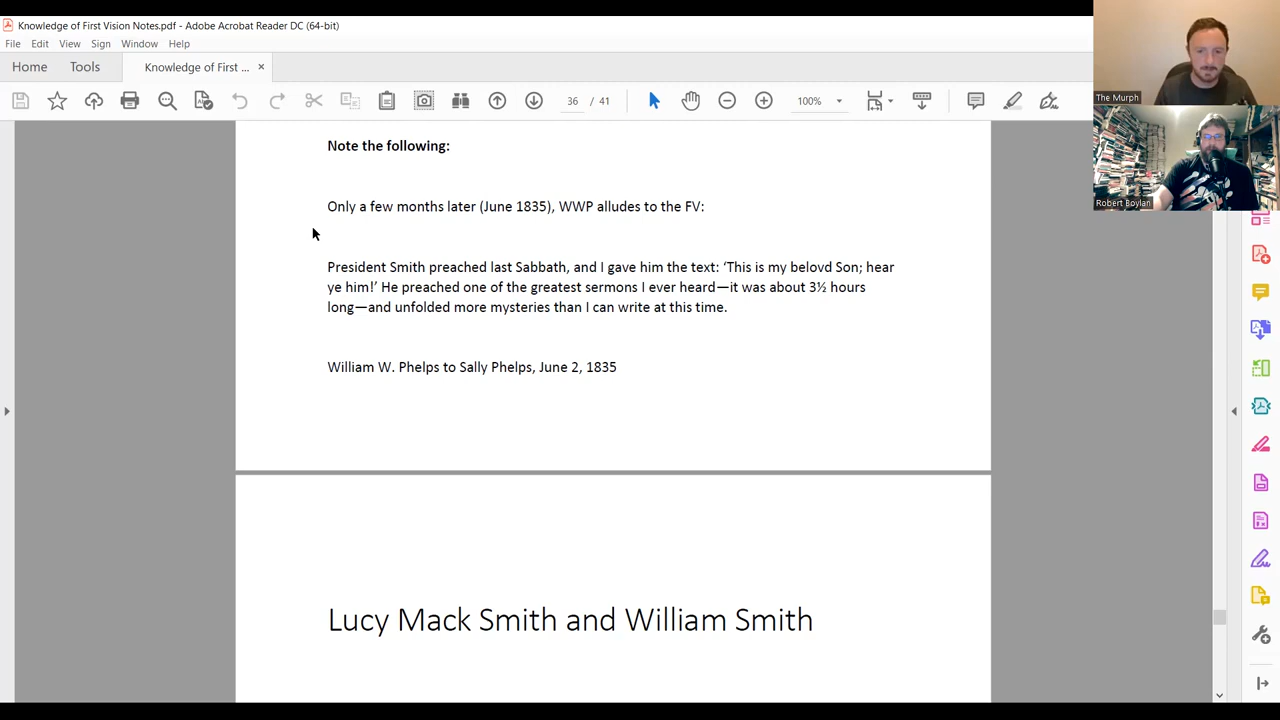 Knowledge of First Vision Notes.pdf - Adobe Acrobat Reader DC (64-bit)
File Edit View Sign Window Help
Home Tools Knowledge of First ... ×
36 / 41 100%
The Murph
Robert Boylan
Note the following:
Only a few months later (June 1835), WWP alludes to the FV:
President Smith preached last Sabbath, and I gave him the text: ‘This is my belovd Son; hear
ye him!’ He preached one of the greatest sermons I ever heard—it was about 3½ hours
long—and unfolded more mysteries than I can write at this time.
William W. Phelps to Sally Phelps, June 2, 1835
Lucy Mack Smith and William Smith